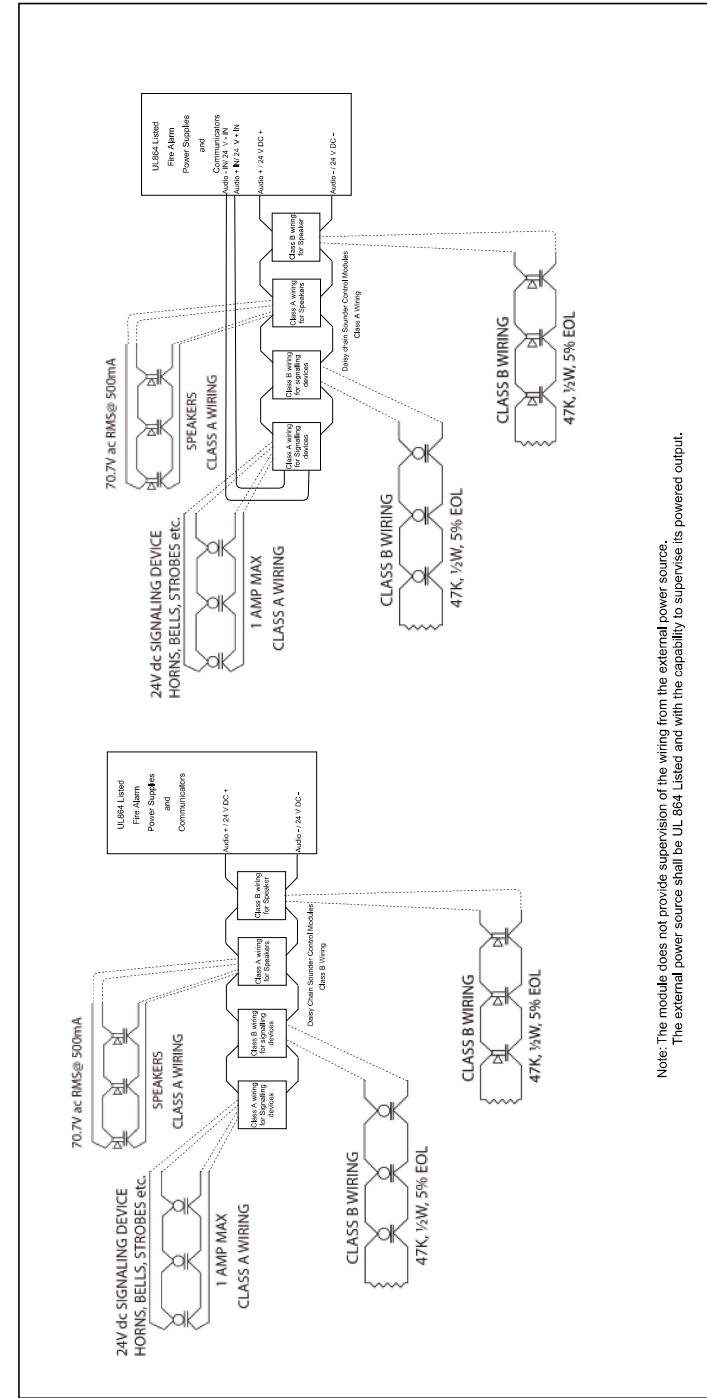 24V dc SIGNALING DEVICE
HORNS, BELLS, STROBES etc.
1 AMP MAX
CLASS A WIRING
70.7V ac RMS@ 500mA
SPEAKERS
CLASS A WIRING
UL864 Listed
Fire Alarm
Power Supplies
and
Communicators
Audio + / 24 V DC +
Audio - / 24 V DC -
Class A wiring
for Signalling
devices
Class B wiring
for signalling
devices
Class A wiring
for Speakers
Class B wiring
for Speaker
Daisy Chain Sounder Control Modules
Class B Wiring
CLASS B WIRING
47K, ½W, 5% EOL
CLASS B WIRING
47K, ½W, 5% EOL
24V dc SIGNALING DEVICE
HORNS, BELLS, STROBES etc.
1 AMP MAX
CLASS A WIRING
70.7V ac RMS@ 500mA
SPEAKERS
CLASS A WIRING
UL864 Listed
Fire Alarm
Power Supplies
and
Communicators
Audio - IN/ 24 V - IN
Audio + IN/ 24 V + IN
Audio + / 24 V DC +
Audio - / 24 V DC -
Class A wiring
for Signalling
devices
Class B wiring
for signalling
devices
Class A wiring
for Speakers
Class B wiring
for Speaker
Daisy chain Sounder Control Modules
Class A Wiring
CLASS B WIRING
47K, ½W, 5% EOL
CLASS B WIRING
47K, ½W, 5% EOL
Note: The module does not provide supervision of the wiring from the external power source.
The external power source shall be UL 864 Listed and with the capability to supervise its powered output.